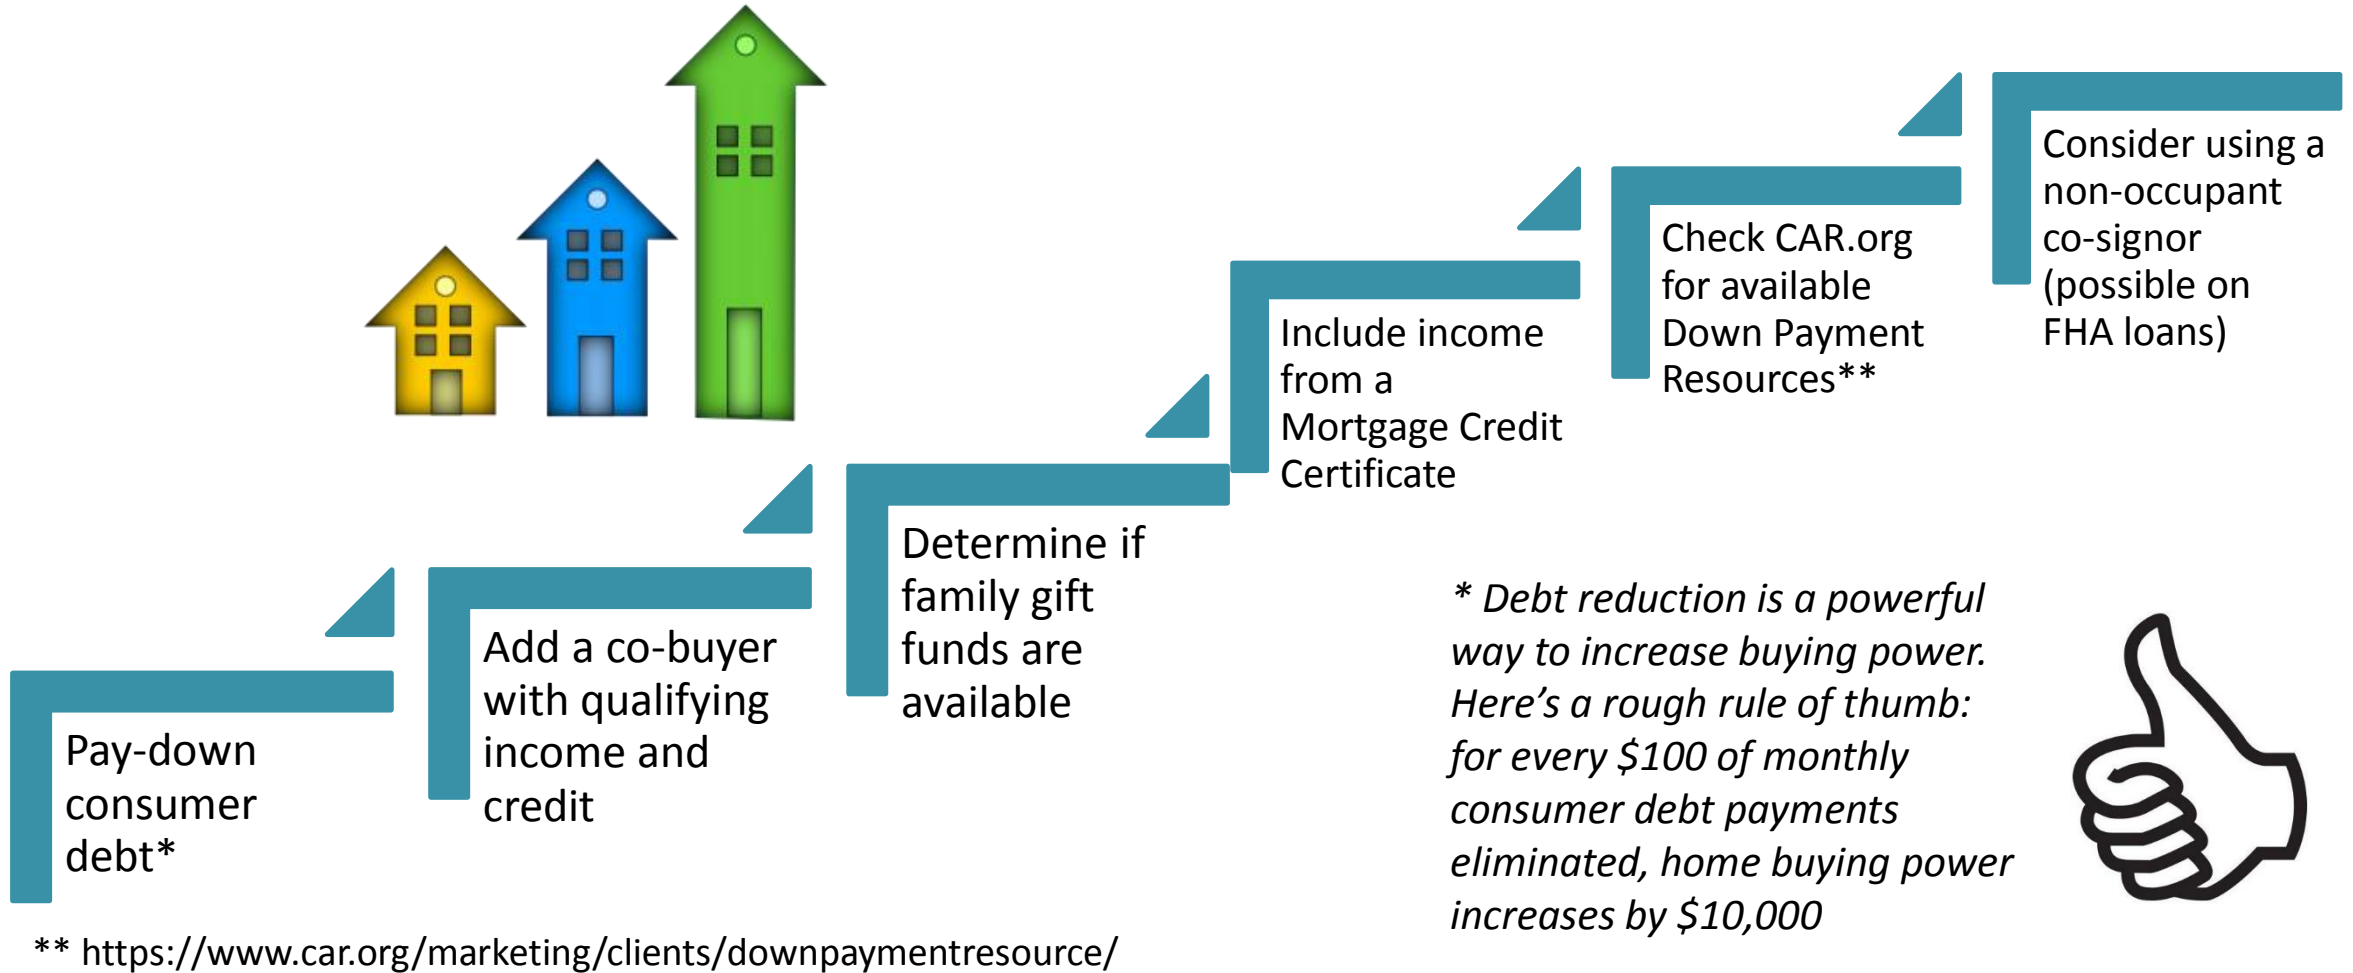 Pay-down
consumer
debt*
Add a co-buyer
with qualifying
income and
credit
Determine if
family gift
funds are
available
Include income
from a
Mortgage Credit
Certificate
Check CAR.org
for available
Down Payment
Resources**
Consider using a
non-occupant
co-signor
(possible on
FHA loans)
* Debt reduction is a powerful
way to increase buying power.
Here’s a rough rule of thumb:
for every $100 of monthly
consumer debt payments
eliminated, home buying power
increases by $10,000
** https://www.car.org/marketing/clients/downpaymentresource/